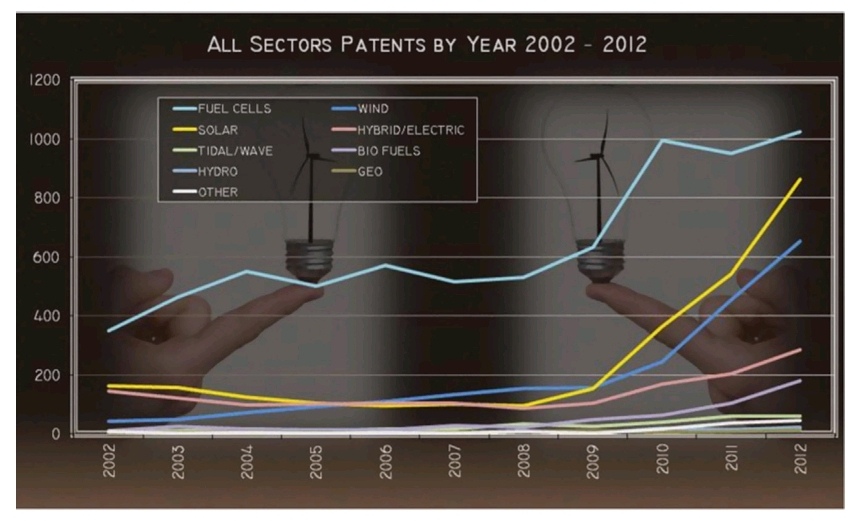 ALL SECTORS PATENTS BY YEAR 2002 - 2012
1200
1000
800
600
400
200
0
FUEL CELLS
WIND
SOLAR
HYBRID/ELECTRIC
TIDAL/WAVE
BIO FUELS
HYDRO
GEO
OTHER
2002
2003
2004
2005
2006
2007
2008
2009
2010
2011
2012